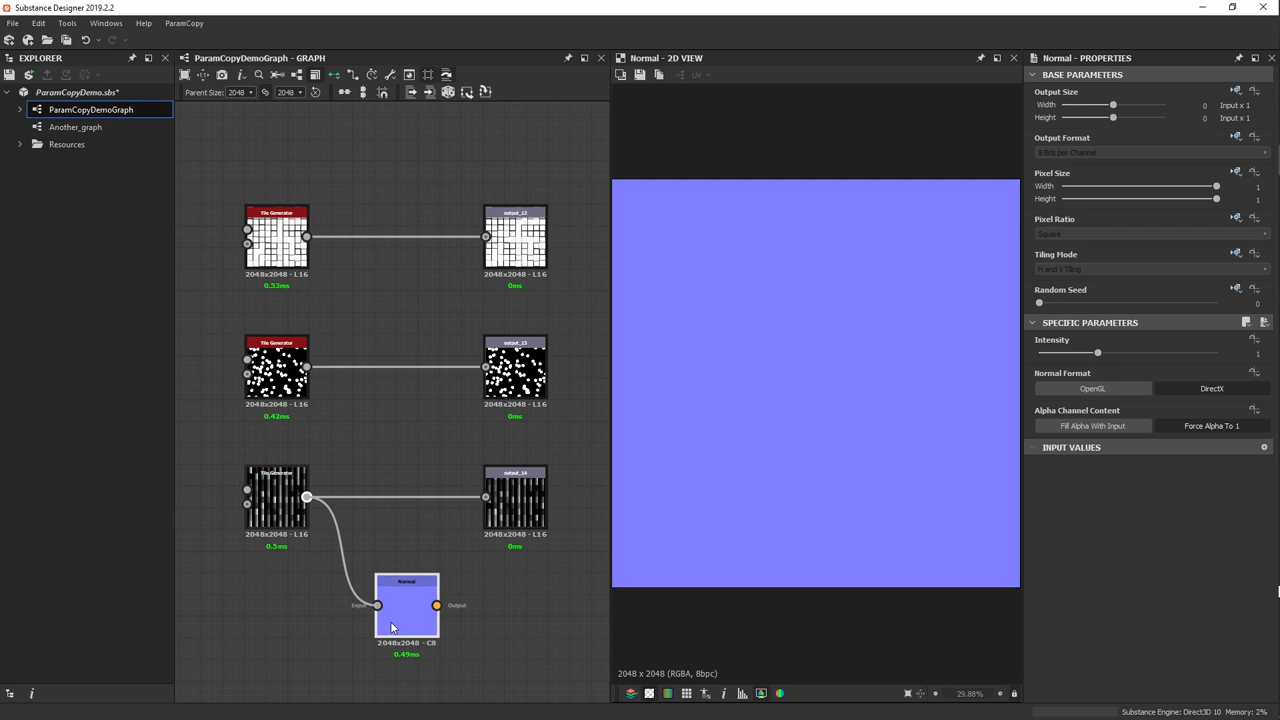 Substance Designer 2019.2.2
File Edit Tools Windows Help ParamCopy
EXPLORER
ParamCopyDemo.sbs*
ParamCopyDemoGraph
Another_graph
Resources
ParamCopyDemoGraph - GRAPH
Parent Size: 2048 2048
Tile Generator
2048x2048 - L16
0.53ms
output_12
2048x2048 - L16
0ms
Tile Generator
2048x2048 - L16
0.42ms
output_13
2048x2048 - L16
0ms
Tile Generator
2048x2048 - L16
0.5ms
output_14
2048x2048 - L16
0ms
Normal
Input
Output
2048x2048 - C8
0.49ms
Normal - 2D VIEW
UV
2048 x 2048 (RGBA, 8bpc)
29.88%
Normal - PROPERTIES
BASE PARAMETERS
Output Size
Width 0 Input x 1
Height 0 Input x 1
Output Format
8 Bits per Channel
Pixel Size
Width 1
Height 1
Pixel Ratio
Square
Tiling Mode
H and V Tiling
Random Seed
0
SPECIFIC PARAMETERS
Intensity
1
Normal Format
OpenGL DirectX
Alpha Channel Content
Fill Alpha With Input Force Alpha To 1
INPUT VALUES
Substance Engine: Direct3D 10 Memory: 2%